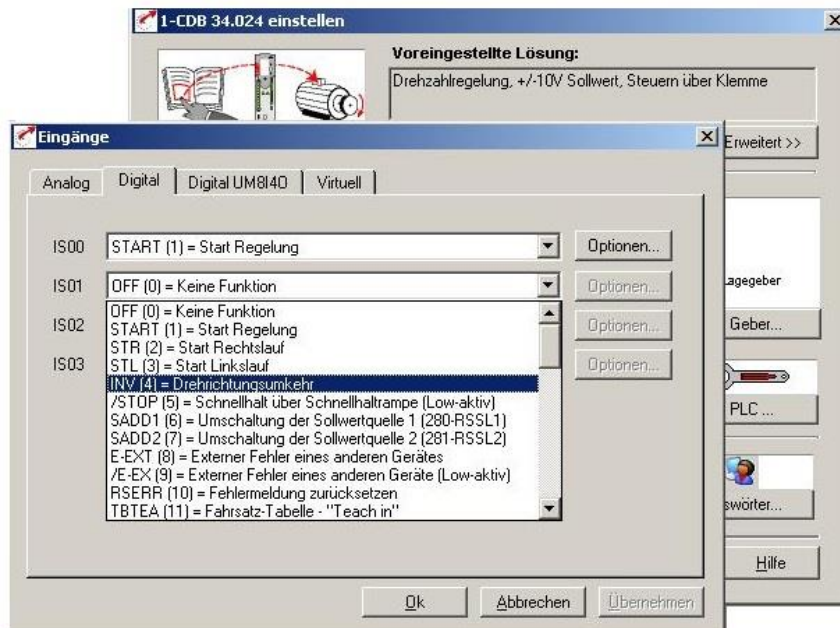 1-CDB 34.024 einstellen
Voreingestellte Lösung:
Drehzahlregelung, +/-10V Sollwert, Steuern über Klemme
Erweitert >>
Eingänge
Analog
Digital
Digital UM8I4O
Virtuell
IS00
START (1) = Start Regelung
Optionen...
IS01
OFF (0) = Keine Funktion
Optionen...
IS02
Optionen...
IS03
Optionen...
OFF (0) = Keine Funktion
START (1) = Start Regelung
STR (2) = Start Rechtslauf
STL (3) = Start Linkslauf
INV (4) = Drehrichtungsumkehr
/STOP (5) = Schnellhalt über Schnellhaltrampe (Low-aktiv)
SADD1 (6) = Umschaltung der Sollwertquelle 1 (280-RSSL1)
SADD2 (7) = Umschaltung der Sollwertquelle 2 (281-RSSL2)
E-EXT (8) = Externer Fehler eines anderen Gerätes
/E-EX (9) = Externer Fehler eines anderen Geräte (Low-aktiv)
RSERR (10) = Fehlermeldung zurücksetzen
TBTEA (11) = Fahrsatz-Tabelle - "Teach in"
Ok
Abbrechen
Übernehmen
agegeber
Geber...
PLC ...
swörter...
Hilfe